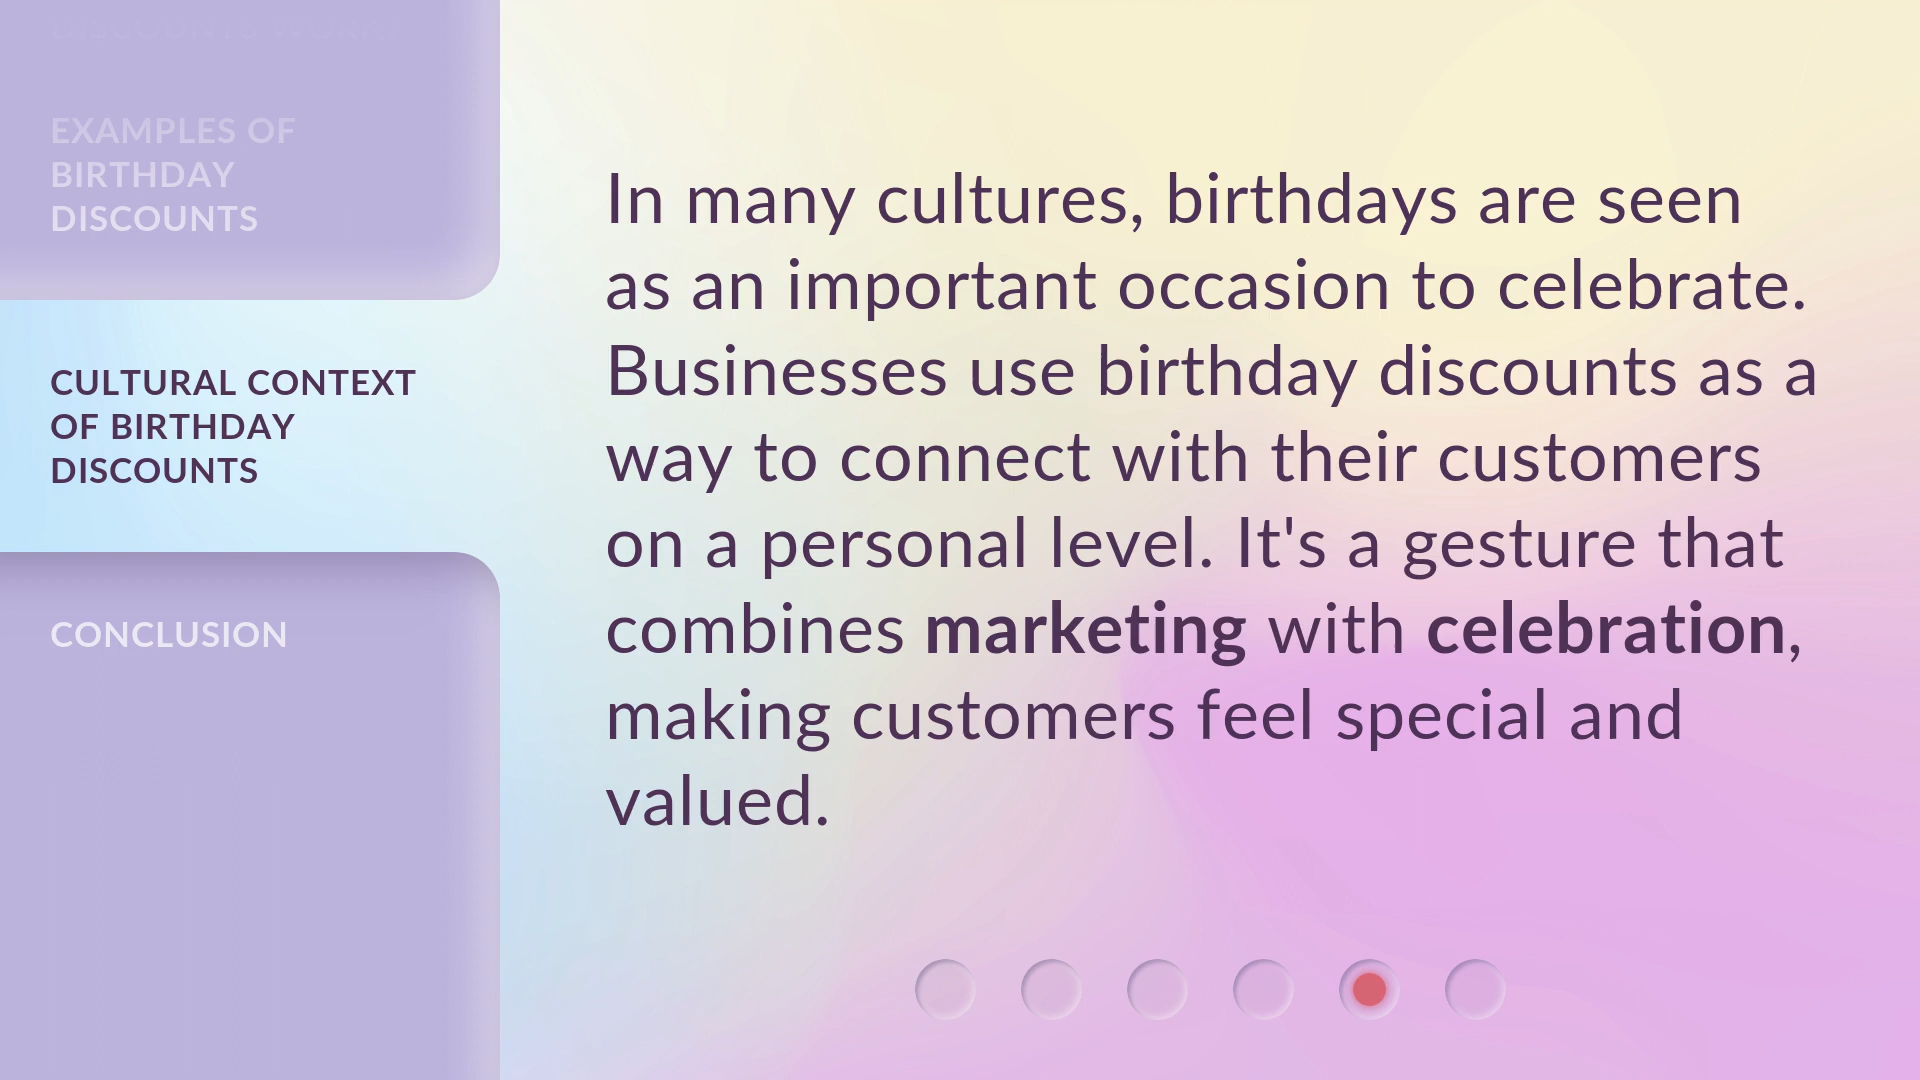 EXAMPLES OF
BIRTHDAY
DISCOUNTS
CULTURAL CONTEXT
OF BIRTHDAY
DISCOUNTS
CONCLUSION
In many cultures, birthdays are seen
as an important occasion to celebrate.
Businesses use birthday discounts as a
way to connect with their customers
on a personal level. It's a gesture that
combines marketing with celebration,
making customers feel special and
valued.